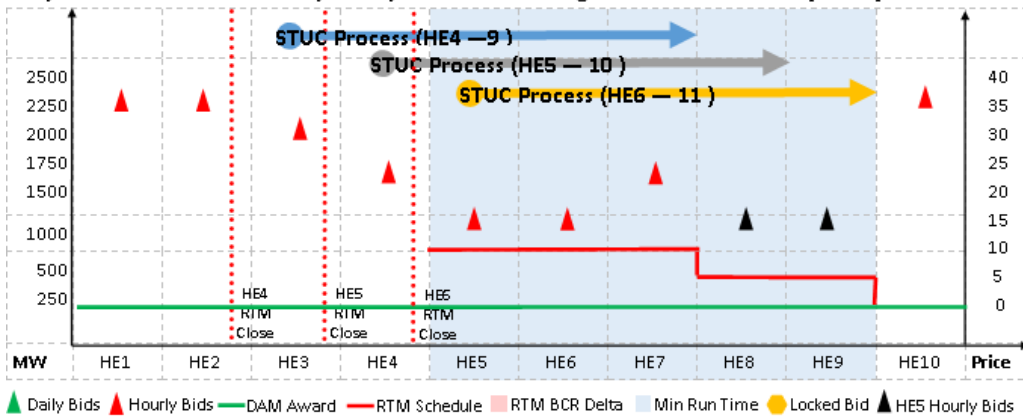 STUC Process (HE4 —9 )
STUC Process (HE5 — 10 )
STUC Process (HE6 — 11 )
2500
2250
2000
1750
1500
1000
500
250
40
35
30
25
20
15
10
5
0
HE4
RTM
Close
HE5
RTM
Close
HE6
RTM
Close
MW HE1 HE2 HE3 HE4 HE5 HE6 HE7 HE8 HE9 HE10 Price
Daily Bids Hourly Bids DAM Award RTM Schedule RTM BCR Delta Min Run Time Locked Bid HE5 Hourly Bids